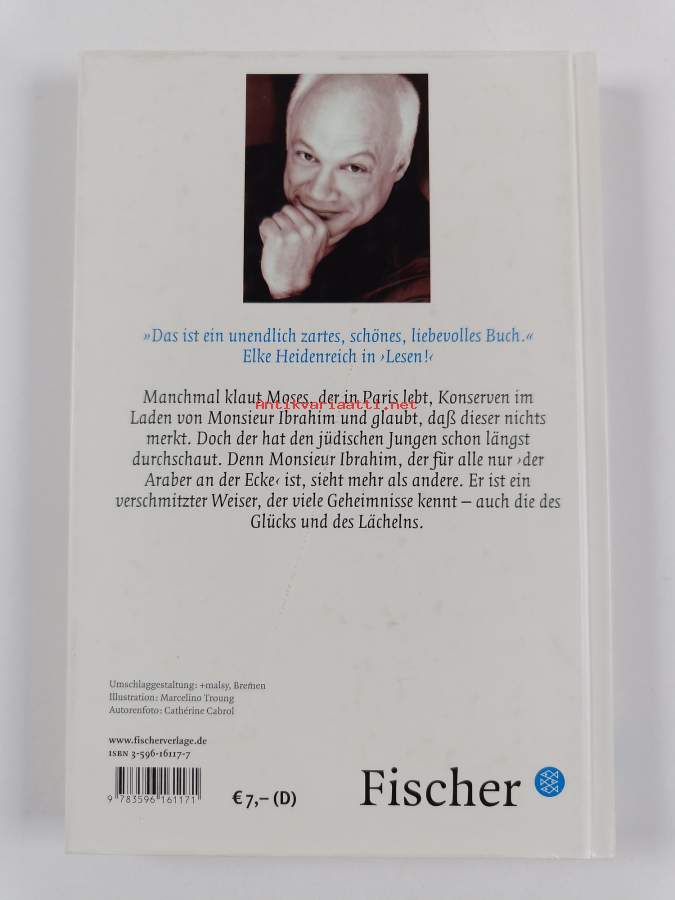 »Das ist ein unendlich zartes, schönes, liebevolles Buch.«
Elke Heidenreich in ›Lesen!‹
Manchmal klaut Moses, der in Paris lebt, Konserven im
Antikvariaatti.net
Laden von Monsieur Ibrahim und glaubt, daß dieser nichts
merkt. Doch der hat den jüdischen Jungen schon längst
durchschaut. Denn Monsieur Ibrahim, der für alle nur ›der
Araber an der Ecke‹ ist, sieht mehr als andere. Er ist ein
verschmitzter Weiser, der viele Geheimnisse kennt – auch die des
Glücks und des Lächelns.
Umschlaggestaltung: +malsy, Bremen
Illustration: Marcelino Troung
Autorenfoto: Cathérine Cabrol
www.fischerverlage.de
ISBN 3-596-16117-7
9 783596 161171
€ 7,– (D)
Fischer